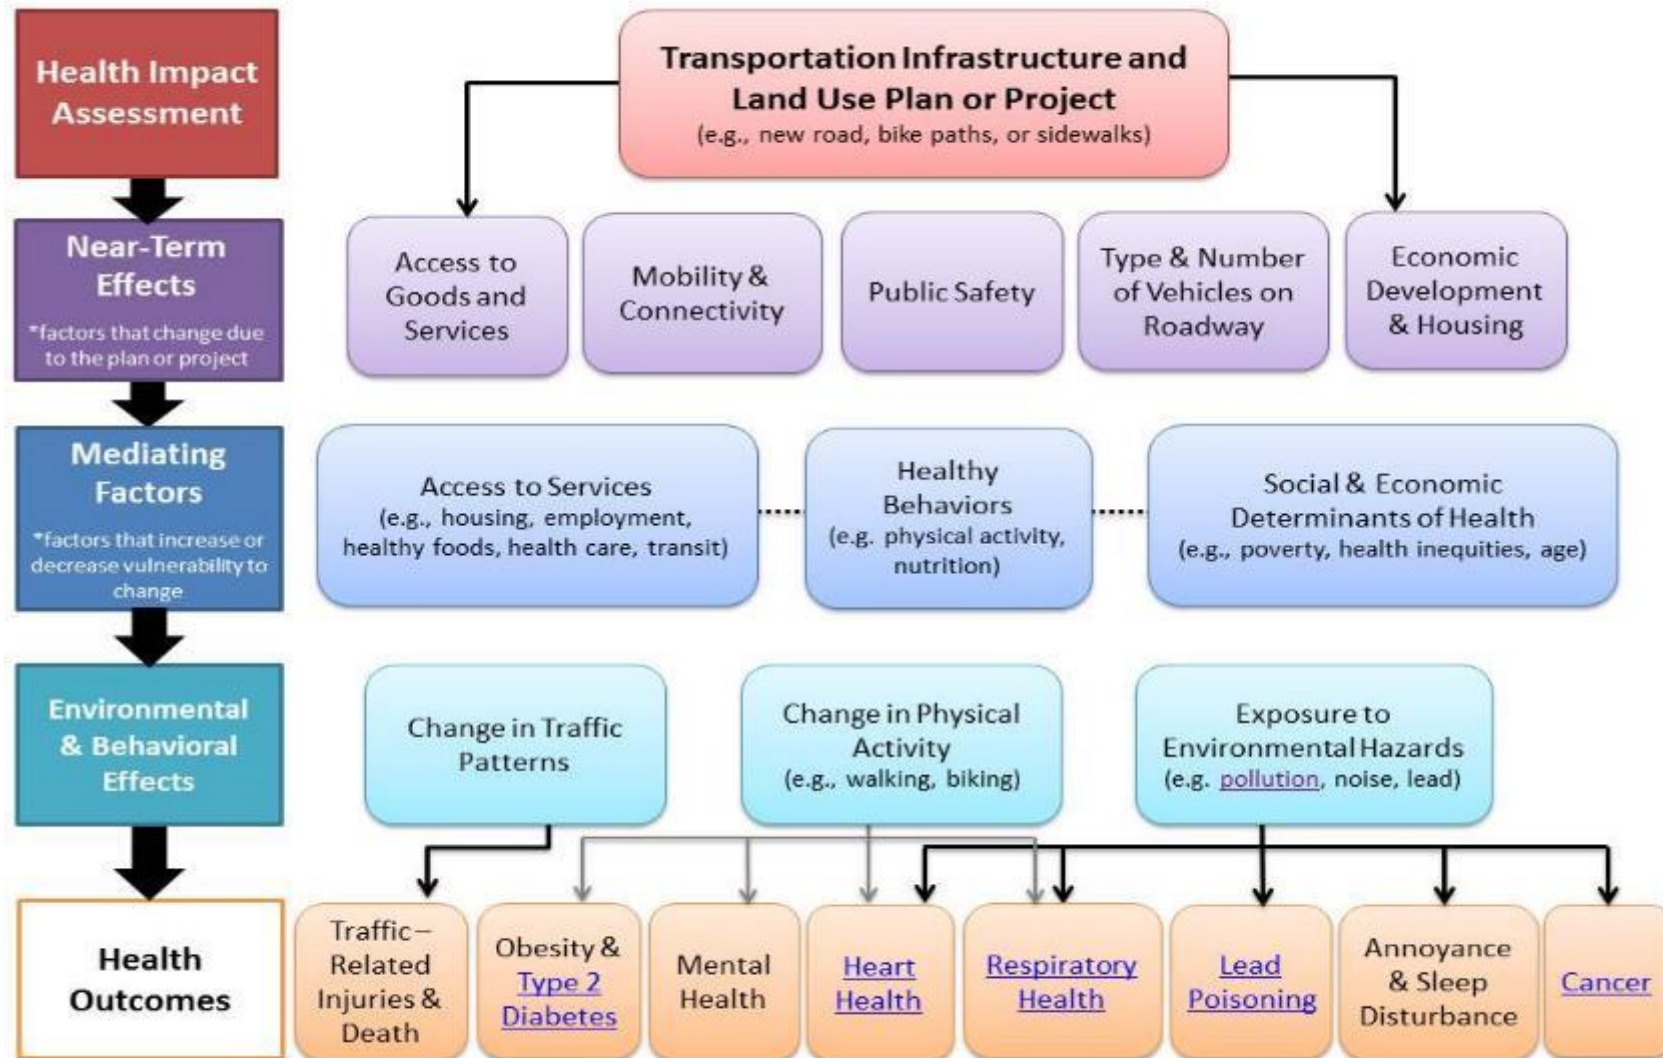 Health Impact
Assessment
Transportation Infrastructure and
Land Use Plan or Project
(e.g., new road, bike paths, or sidewalks)
Near-Term
Effects
*factors that change due
to the plan or project
Access to
Goods and
Services
Mobility &
Connectivity
Public Safety
Type & Number
of Vehicles on
Roadway
Economic
Development
& Housing
Mediating
Factors
*factors that increase or
decrease vulnerability to
change
Access to Services
(e.g., housing, employment,
healthy foods, health care, transit)
Healthy
Behaviors
(e.g. physical activity,
nutrition)
Social & Economic
Determinants of Health
(e.g., poverty, health inequities, age)
Environmental
& Behavioral
Effects
Change in Traffic
Patterns
Change in Physical
Activity
(e.g., walking, biking)
Exposure to
Environmental Hazards
(e.g. pollution, noise, lead)
Health
Outcomes
Traffic–
Related
Injuries &
Death
Obesity &
Type 2
Diabetes
Mental
Health
Heart
Health
Respiratory
Health
Lead
Poisoning
Annoyance
& Sleep
Disturbance
Cancer